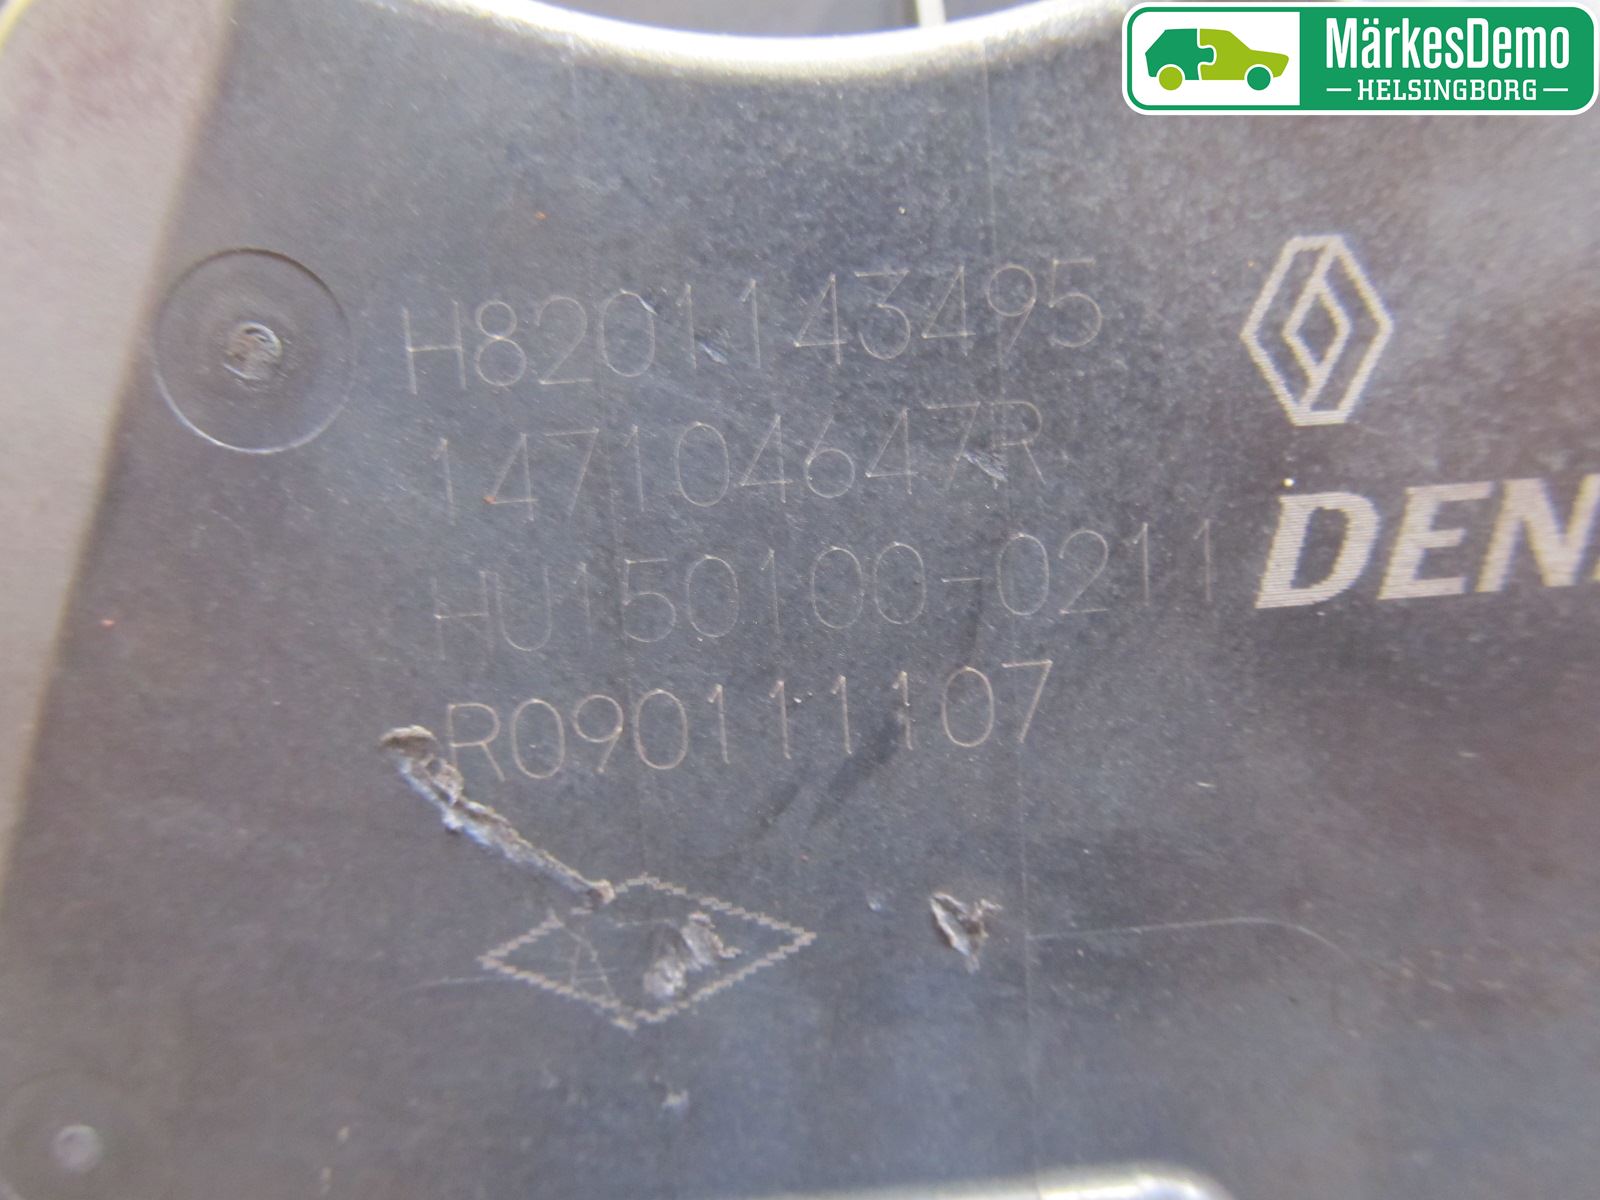 MärkesDemo
HELSINGBORG
H8201143495
147104647R
HU150100-0211
DEN
R090111107